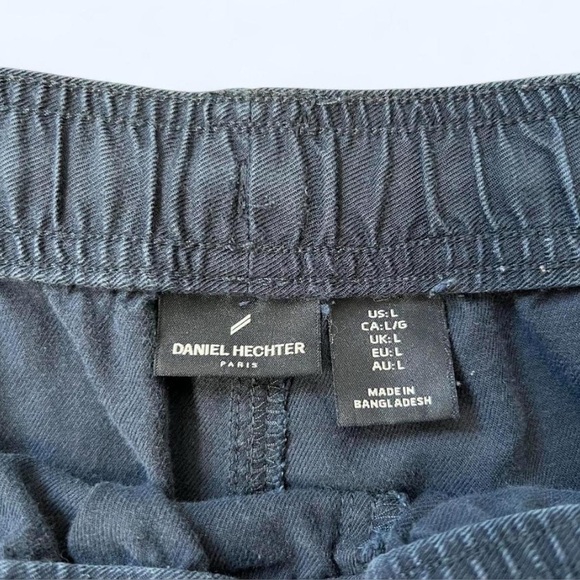 DANIEL HECHTER
PARIS
US: L
CA: L/G
UK: L
EU: L
AU: L
MADE IN
BANGLADESH